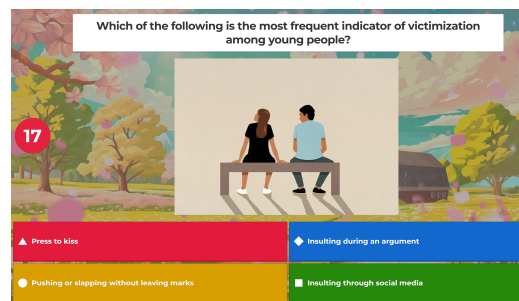 Which of the following is the most frequent indicator of victimization
among young people?
17
Press to kiss
Insulting during an argument
Pushing or slapping without leaving marks
Insulting through social media